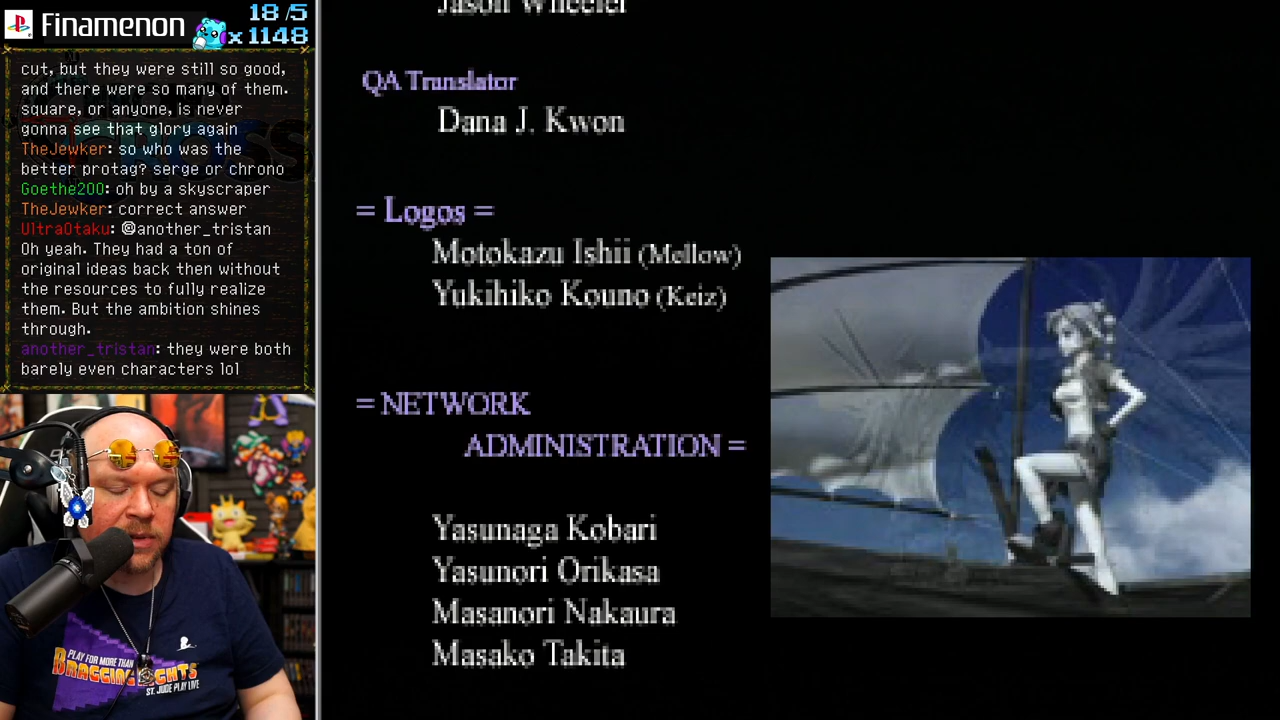 Finamenon
18/5
x1148
cut, but they were still so good,
and there were so many of them.
square, or anyone, is never
gonna see that glory again
TheJewker: so who was the
better protag? serge or chrono
Goethe200: oh by a skyscraper
TheJewker: correct answer
UltraOtaku: @another_tristan
Oh yeah. They had a ton of
original ideas back then without
the resources to fully realize
them. But the ambition shines
through.
another_tristan: they were both
barely even characters lol
PLAY FOR MORE THAN
BRAGGING RIGHTS
ST. JUDE PLAY LIVE
Jason Wheeler
QA Translator
Dana J. Kwon
= Logos =
Motokazu Ishii (Mellow)
Yukihiko Kouno (Keiz)
= NETWORK
ADMINISTRATION =
Yasunaga Kobari
Yasunori Orikasa
Masanori Nakaura
Masako Takita